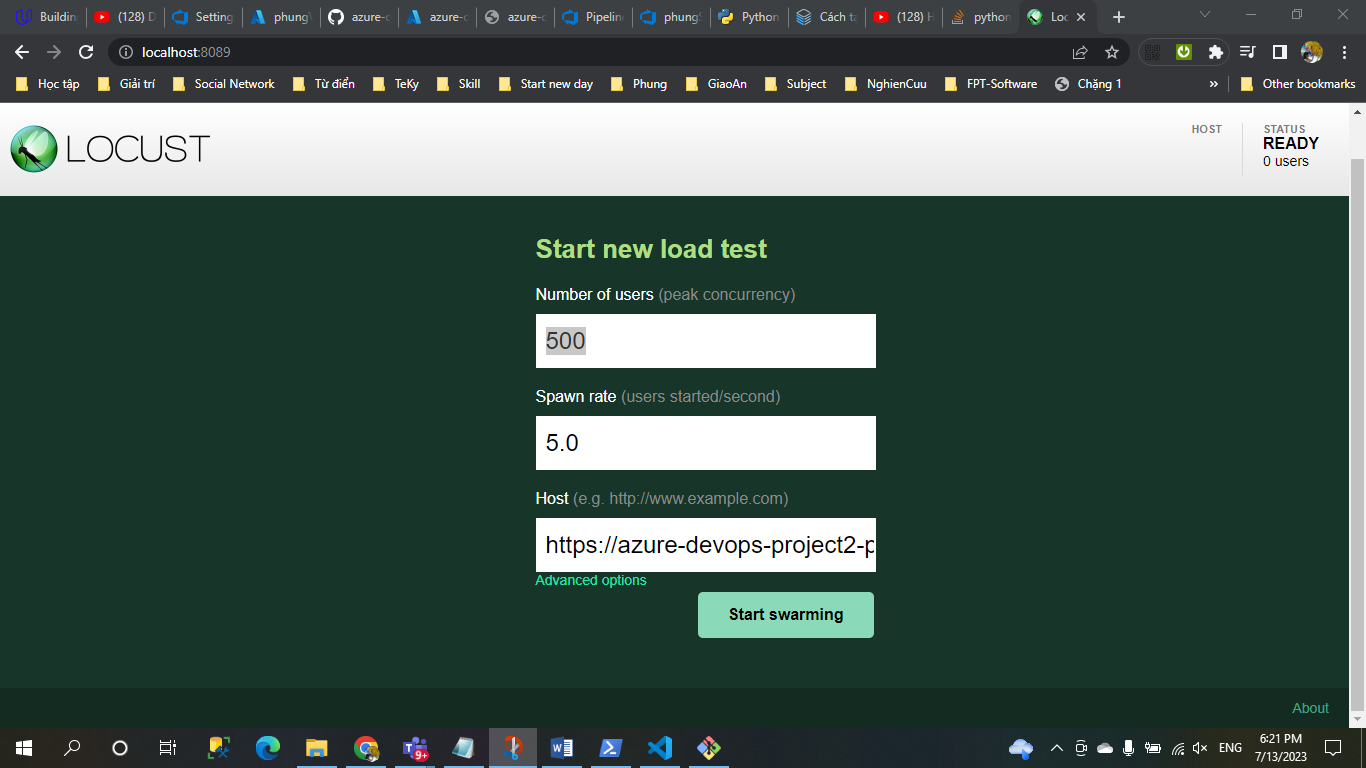 Building (128) D Setting phungV azure-d azure-d azure-d Pipeline phungS Python Cách tạ (128) H python Loc
localhost:8089
Học tập Giải trí Social Network Từ điển TeKy Skill Start new day Phung GiaoAn Subject NghienCuu FPT-Software Chặng 1 » Other bookmarks
LOCUST
HOST
STATUS
READY
0 users
Start new load test
Number of users (peak concurrency)
500
Spawn rate (users started/second)
5.0
Host (e.g. http://www.example.com)
https://azure-devops-project2-p
Advanced options
Start swarming
About
9+
ENG
6:21 PM
7/13/2023